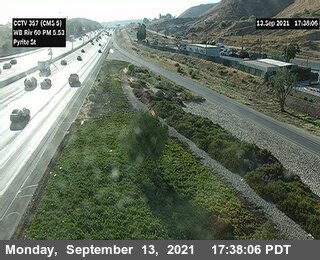 CCTV 357 (CMS 5)
WB Riv 60 PM 5.53
Pyrite St
13.Sep 2021 17:38:06
Monday, September 13, 2021 17:38:06 PDT